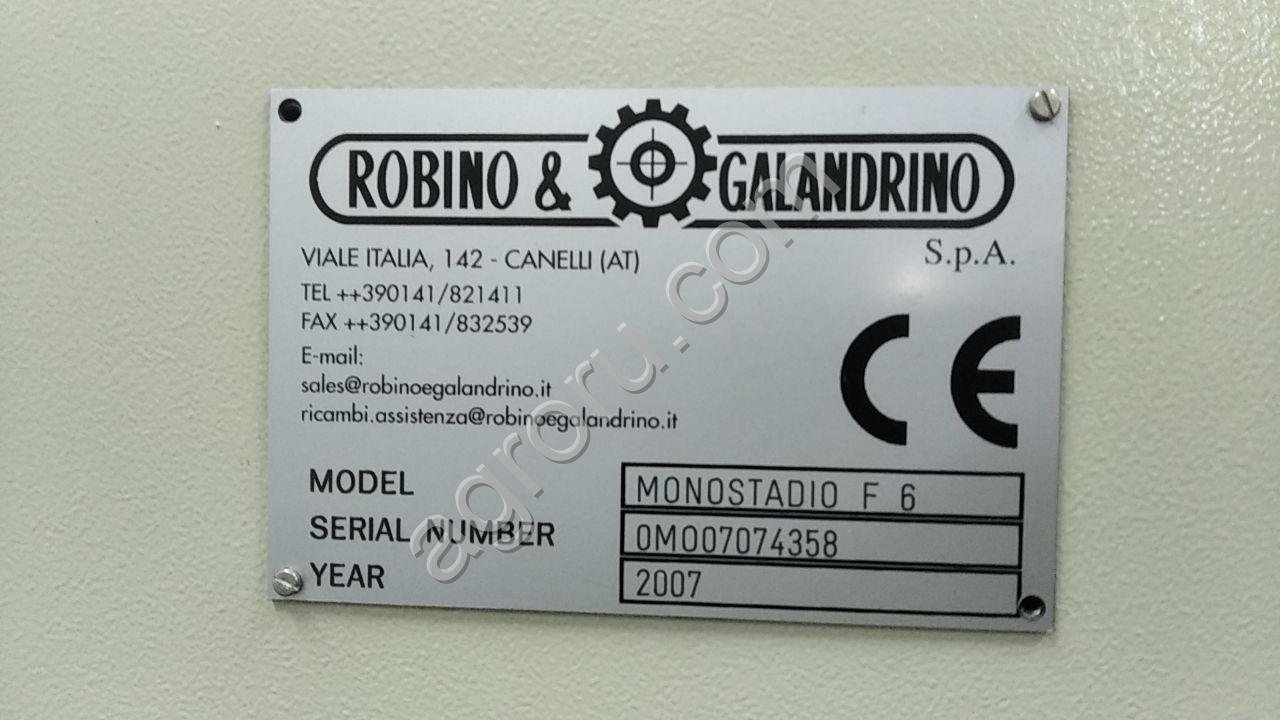 ROBINO & GALANDRINO
S.p.A.
VIALE ITALIA, 142 - CANELLI (AT)
TEL ++390141/821411
FAX ++390141/832539
E-mail:
sales@robinoegalandrino.it
ricambi.assistenza@robinoegalandrino.it
CE
MODEL MONOSTADIO F 6
SERIAL NUMBER 0M007074358
YEAR 2007
agroru.com